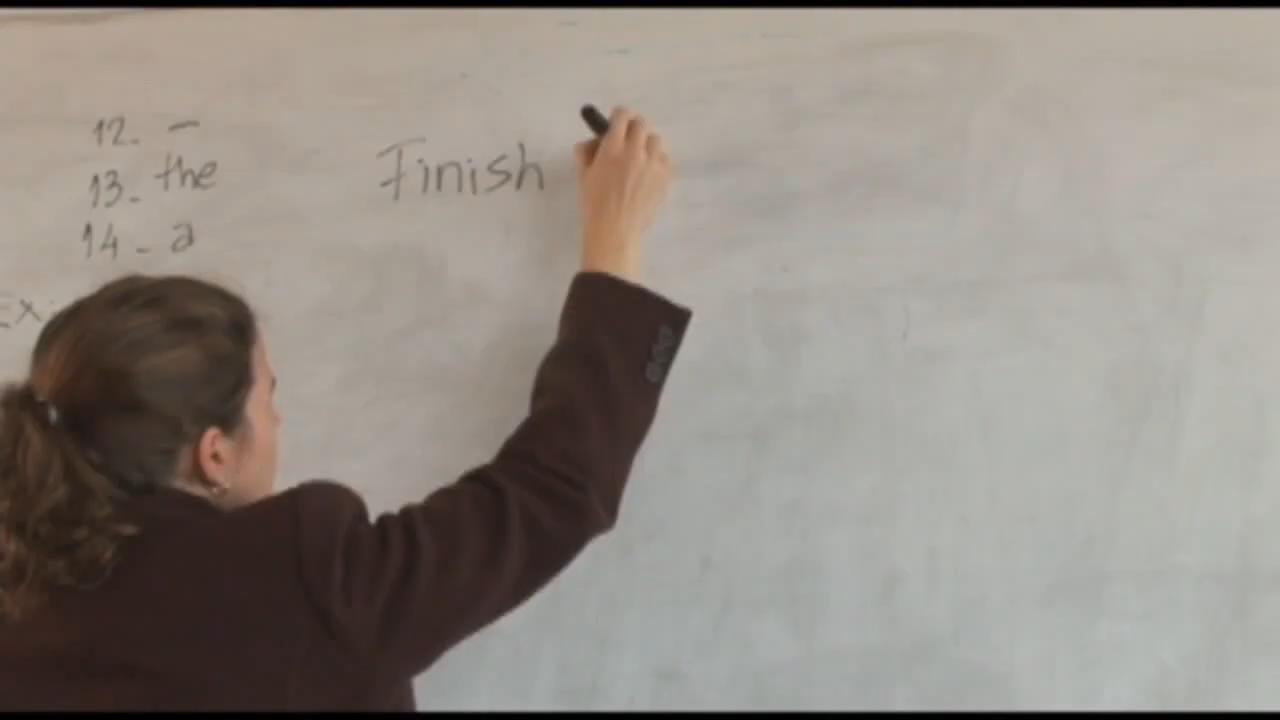 12. –
13. the
14. a
Ex.
Finish